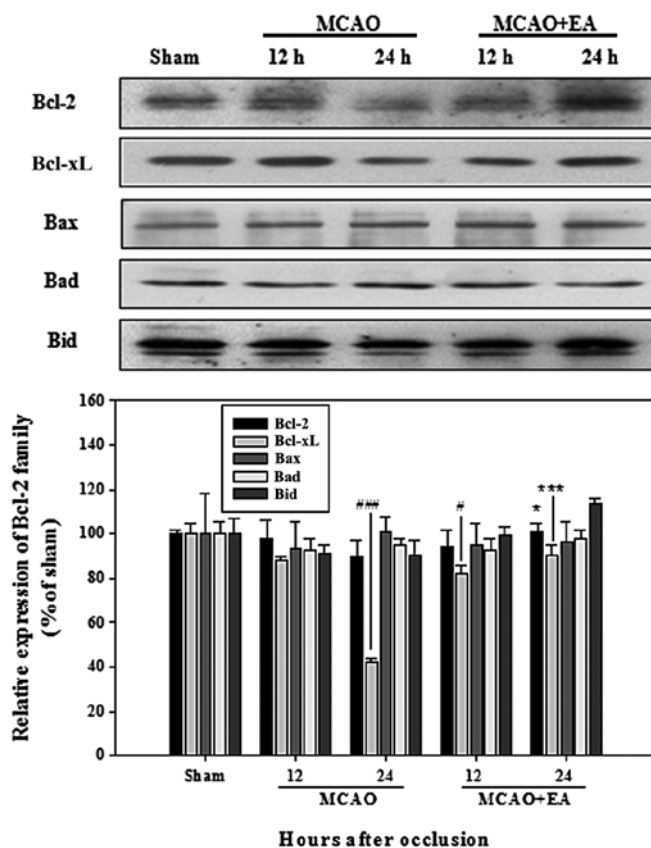 MCAO MCAO+EA
Sham 12 h 24 h 12 h 24 h
Bcl-2
Bcl-xL
Bax
Bad
Bid
Relative expression of Bcl-2 family
(% of sham)
160
140
120
100
80
60
40
20
0
Bcl-2
Bcl-xL
Bax
Bad
Bid
###
#
***
*
Sham 12 24 12 24
MCAO MCAO+EA
Hours after occlusion